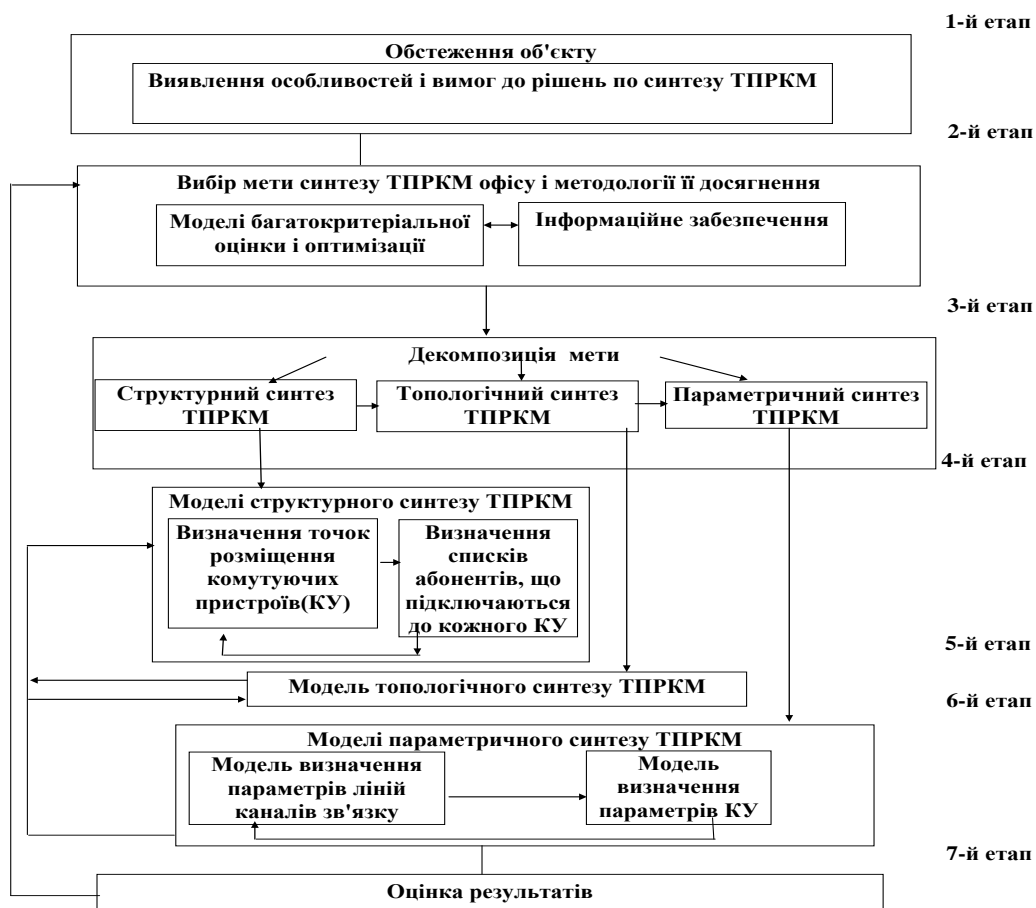 1-й етап
Обстеження об'єкту
Виявлення особливостей і вимог до рішень по синтезу ТПРКМ
2-й етап
Вибір мети синтезу ТПРКМ офісу і методології її досягнення
Моделі багатокритеріальної
оцінки і оптимізації
Інформаційне забезпечення
3-й етап
Декомпозиція мети
Структурний синтез
ТПРКМ
Топологічний синтез
ТПРКМ
Параметричний синтез
ТПРКМ
4-й етап
Моделі структурного синтезу ТПРКМ
Визначення точок
розміщення
комутуючих
пристроїв(КУ)
Визначення
списків
абонентів, що
підключаються
до кожного КУ
5-й етап
Модель топологічного синтезу ТПРКМ
6-й етап
Моделі параметричного синтезу ТПРКМ
Модель визначення
параметрів ліній
каналів зв'язку
Модель
визначення
параметрів КУ
7-й етап
Оцінка результатів